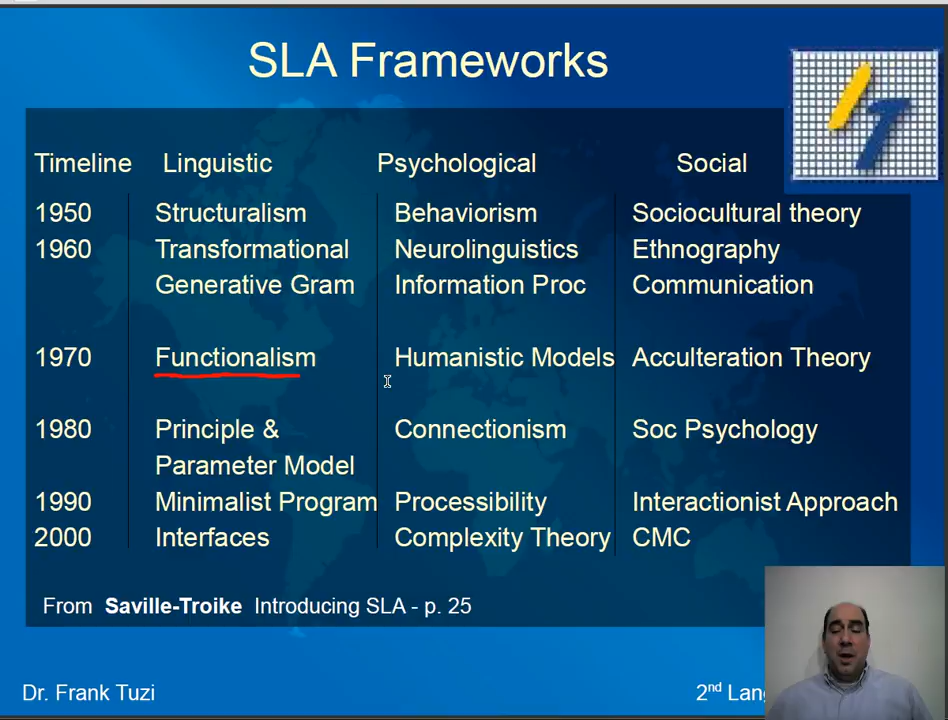 SLA Frameworks
Timeline Linguistic Psychological Social
1950 Structuralism Behaviorism Sociocultural theory
1960 Transformational Neurolinguistics Ethnography
Generative Gram Information Proc Communication
1970 Functionalism Humanistic Models Acculteration Theory
1980 Principle & Connectionism Soc Psychology
Parameter Model
1990 Minimalist Program Processibility Interactionist Approach
2000 Interfaces Complexity Theory CMC
From Saville-Troike Introducing SLA - p. 25
Dr. Frank Tuzi 2nd Lang